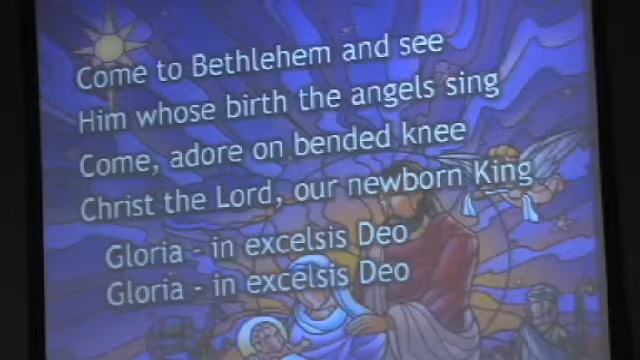 Come to Bethlehem and see
Him whose birth the angels sing
Come, adore on bended knee
Christ the Lord, our newborn King
Gloria - in excelsis Deo
Gloria - in excelsis Deo